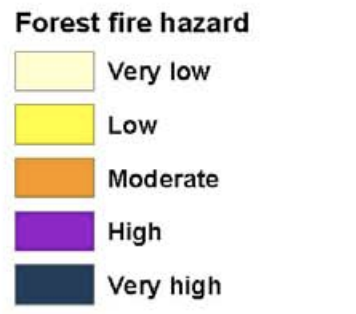 Forest fire hazard
Very low
Low
Moderate
High
Very high